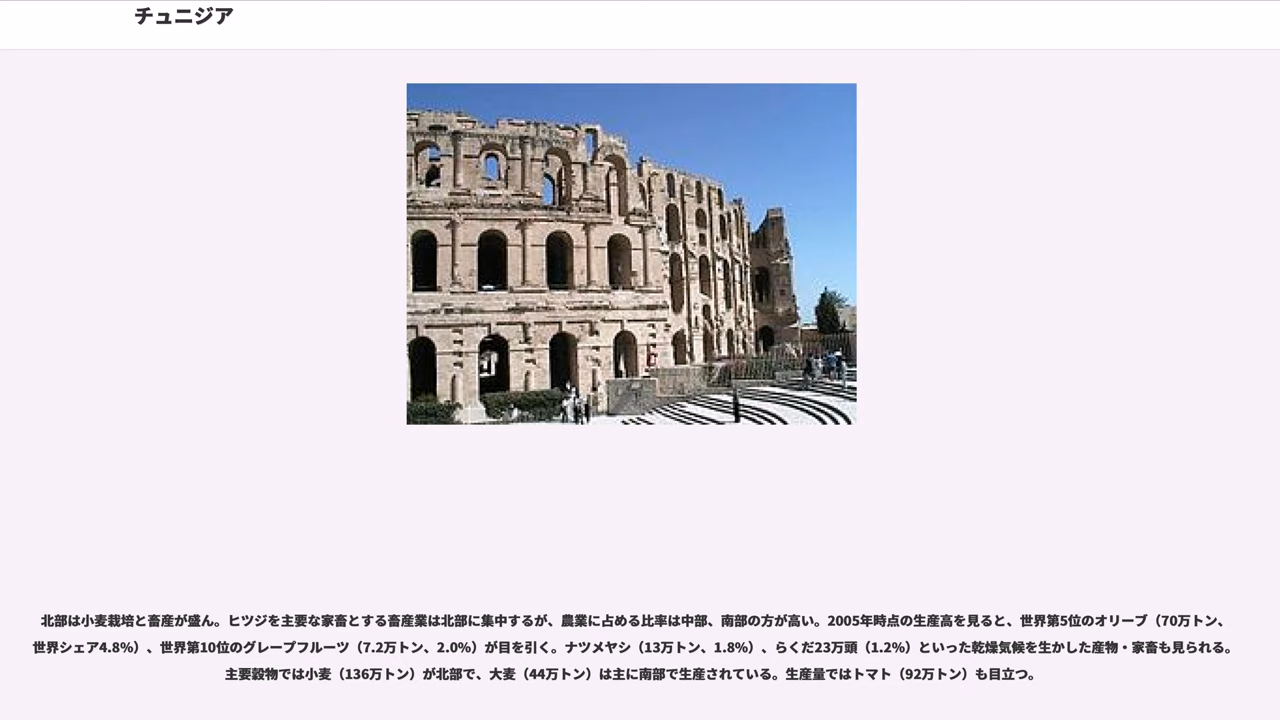 チュニジア
北部は小麦栽培と畜産が盛ん。ヒツジを主要な家畜とする畜産業は北部に集中するが、農業に占める比率は中部、南部の方が高い。2005年時点の生産高を見ると、世界第5位のオリーブ（70万トン、
世界シェア4.8%）、世界第10位のグレープフルーツ（7.2万トン、2.0%）が目を引く。ナツメヤシ（13万トン、1.8%）、らくだ23万頭（1.2%）といった乾燥気候を生かした産物・家畜も見られる。
主要穀物では小麦（136万トン）が北部で、大麦（44万トン）は主に南部で生産されている。生産量ではトマト（92万トン）も目立つ。